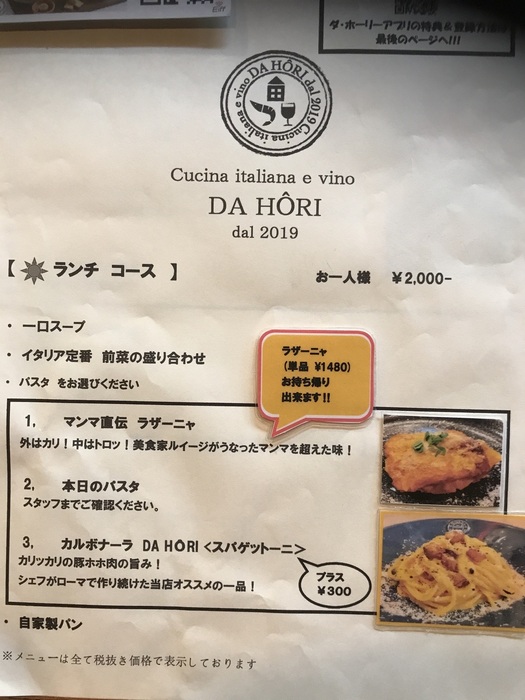 ダ・ホーリーアプリの特典&登録方法は
最後のページへ!!!
DA HÔRI dal 2019 Cucina italiana e vino
Cucina italiana e vino
DA HÔRI
dal 2019
【 ランチ コース 】 お一人様 ¥2,000-
・ 一口スープ
・ イタリア定番 前菜の盛り合わせ
・ パスタ をお選びください
ラザーニャ
(単品 ¥1480)
お持ち帰り
出来ます!!
1, マンマ直伝 ラザーニャ
外はカリ!中はトロッ!美食家ルイージがうなったマンマを超えた味!
2, 本日のパスタ
スタッフまでご確認ください。
3, カルボナーラ DA HÔRI <スパゲットーニ>
カリッカリの豚ホホ肉の旨み!
シェフがローマで作り続けた当店オススメの一品!
プラス
¥300
・ 自家製パン
※メニューは全て税抜き価格で表示しております